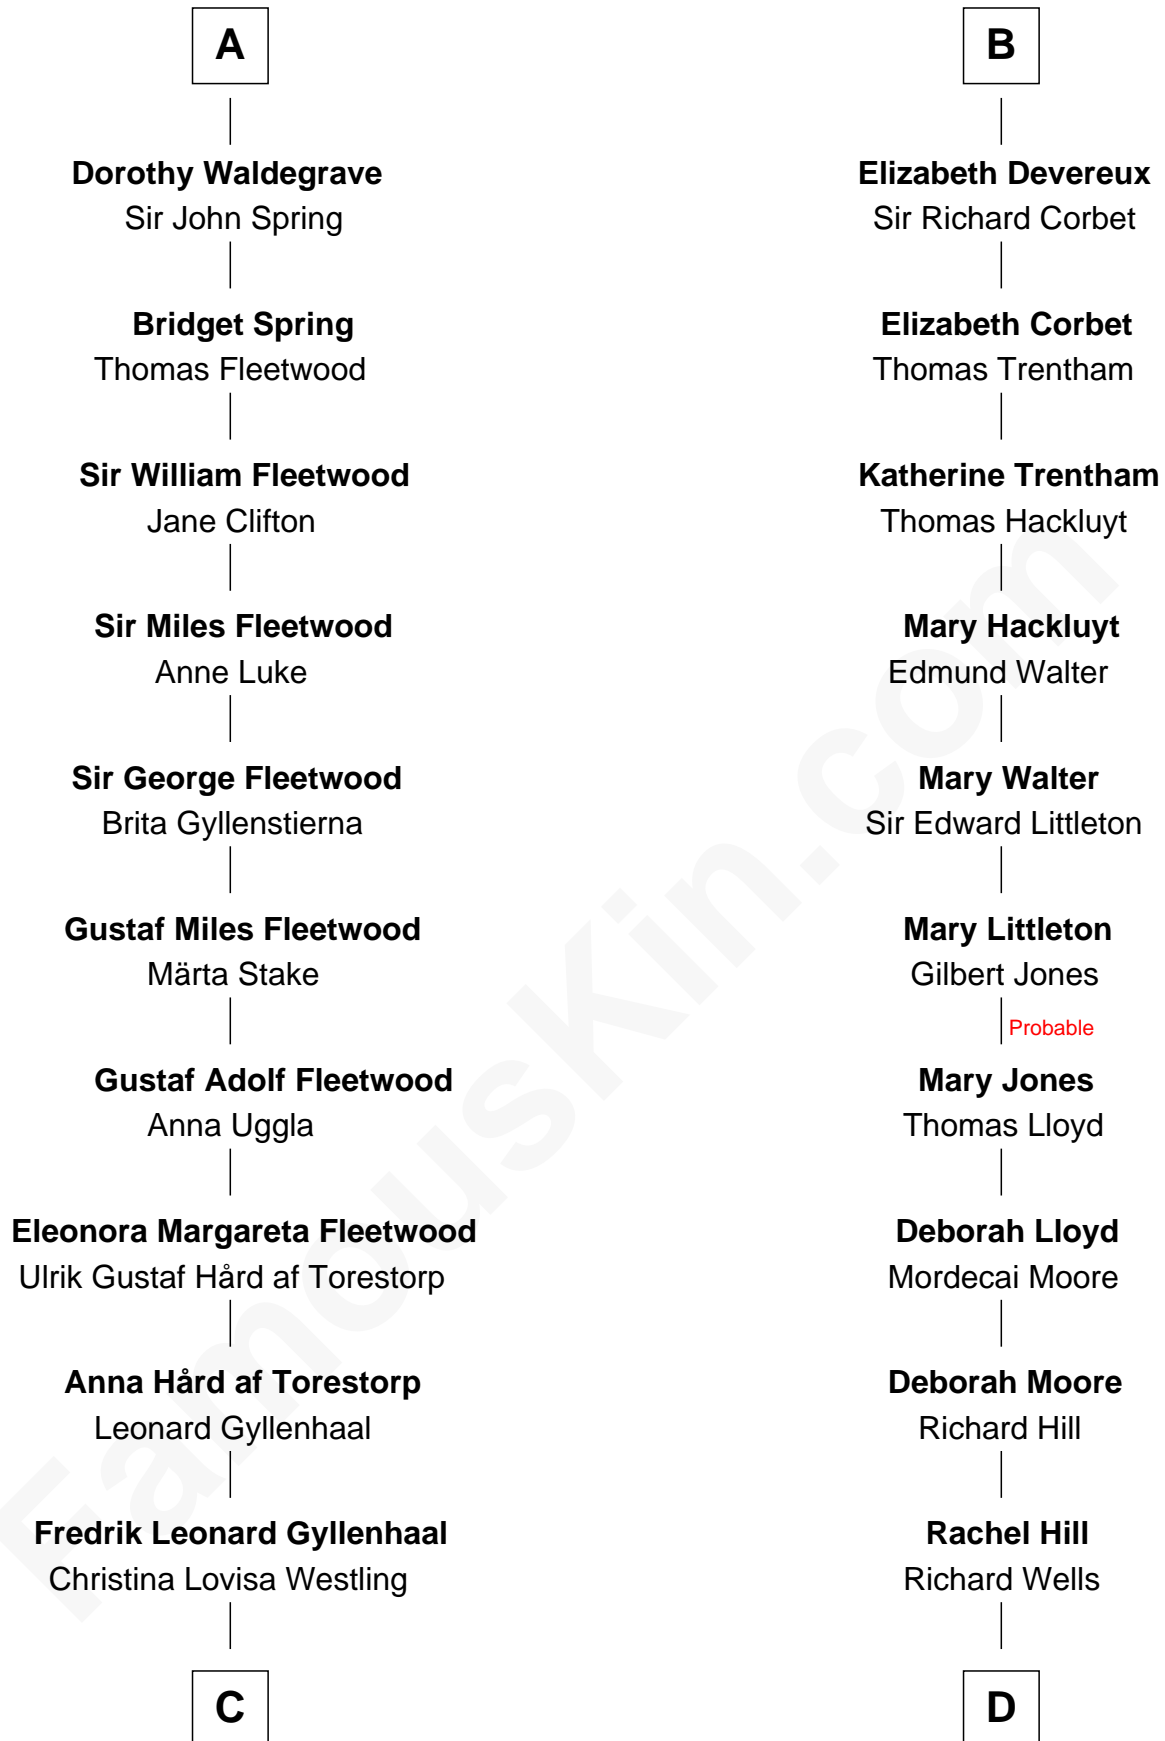 A
Dorothy Waldegrave
Sir John Spring
Bridget Spring
Thomas Fleetwood
Sir William Fleetwood
Jane Clifton
Sir Miles Fleetwood
Anne Luke
Sir George Fleetwood
Brita Gyllenstierna
Gustaf Miles Fleetwood
Märta Stake
Gustaf Adolf Fleetwood
Anna Uggla
Eleonora Margareta Fleetwood
Ulrik Gustaf Hård af Torestorp
Anna Hård af Torestorp
Leonard Gyllenhaal
Fredrik Leonard Gyllenhaal
Christina Lovisa Westling
C
B
Elizabeth Devereux
Sir Richard Corbet
Elizabeth Corbet
Thomas Trentham
Katherine Trentham
Thomas Hackluyt
Mary Hackluyt
Edmund Walter
Mary Walter
Sir Edward Littleton
Mary Littleton
Gilbert Jones
Probable
Mary Jones
Thomas Lloyd
Deborah Lloyd
Mordecai Moore
Deborah Moore
Richard Hill
Rachel Hill
Richard Wells
D
FamousKin.com